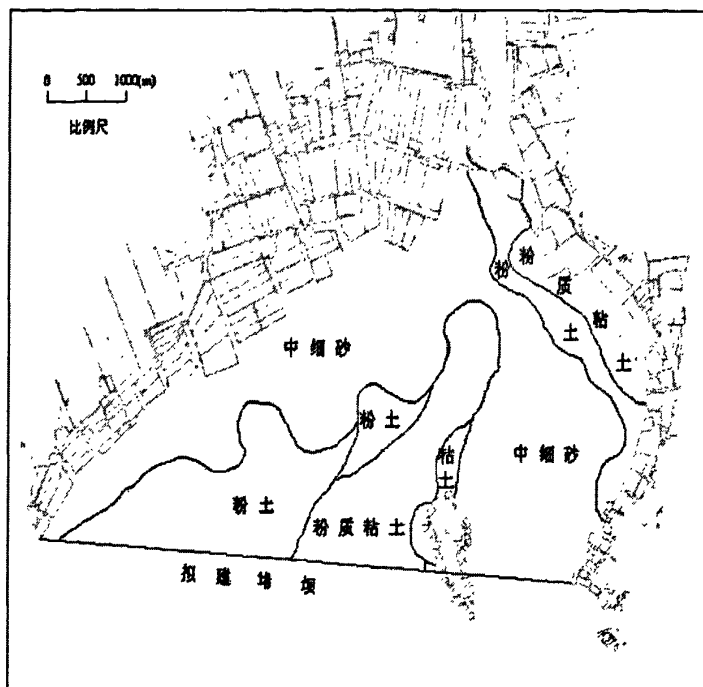 0 500 1000(m)
比例尺
粉 粉
质
土 粘
土
中 细 砂
粉 土
粘
土
中 细 砂
粉 土
粉 质 粘 土
拟 建 堵 坝